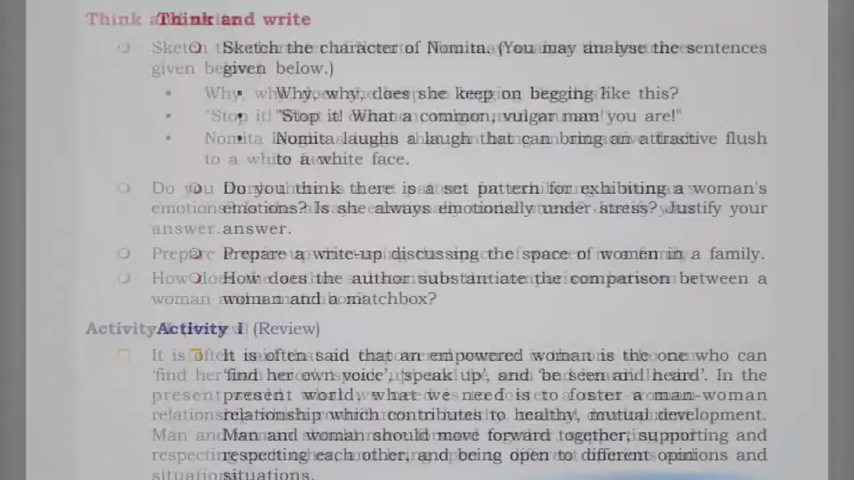 Think and write
Sketch the character of Nomita. (You may analyse the sentences
given below.)
Why, why, does she keep on begging like this?
"Stop it! What a common, vulgar man you are!"
Nomita laughs a laugh that can bring an attractive flush
to a white face.
Do you think there is a set pattern for exhibiting a woman's
emotions? Is she always emotionally under stress? Justify your
answer.
Prepare a write-up discussing the space of women in a family.
How does the author substantiate the comparison between a
woman and a matchbox?
Activity I (Review)
It is often said that an empowered woman is the one who can
'find her own voice', 'speak up', and 'be seen and heard'. In the
present world, what we need is to foster a man-woman
relationship which contributes to healthy, mutual development.
Man and woman should move forward together, supporting and
respecting each other, and being open to different opinions and
situations.